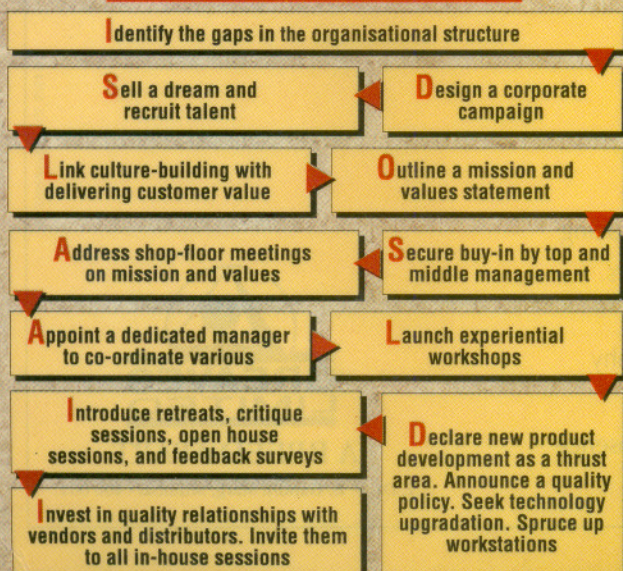 Identify the gaps in the organisational structure
Design a corporate
campaign
Sell a dream and
recruit talent
Link culture-building with
delivering customer value
Outline a mission and
values statement
Secure buy-in by top and
middle management
Address shop-floor meetings
on mission and values
Appoint a dedicated manager
to co-ordinate various
Launch experiential
workshops
Declare new product
development as a thrust
area. Announce a quality
policy. Seek technology
upgradation. Spruce up
workstations
Introduce retreats, critique
sessions, open house
sessions, and feedback surveys
Invest in quality relationships with
vendors and distributors. Invite them
to all in-house sessions